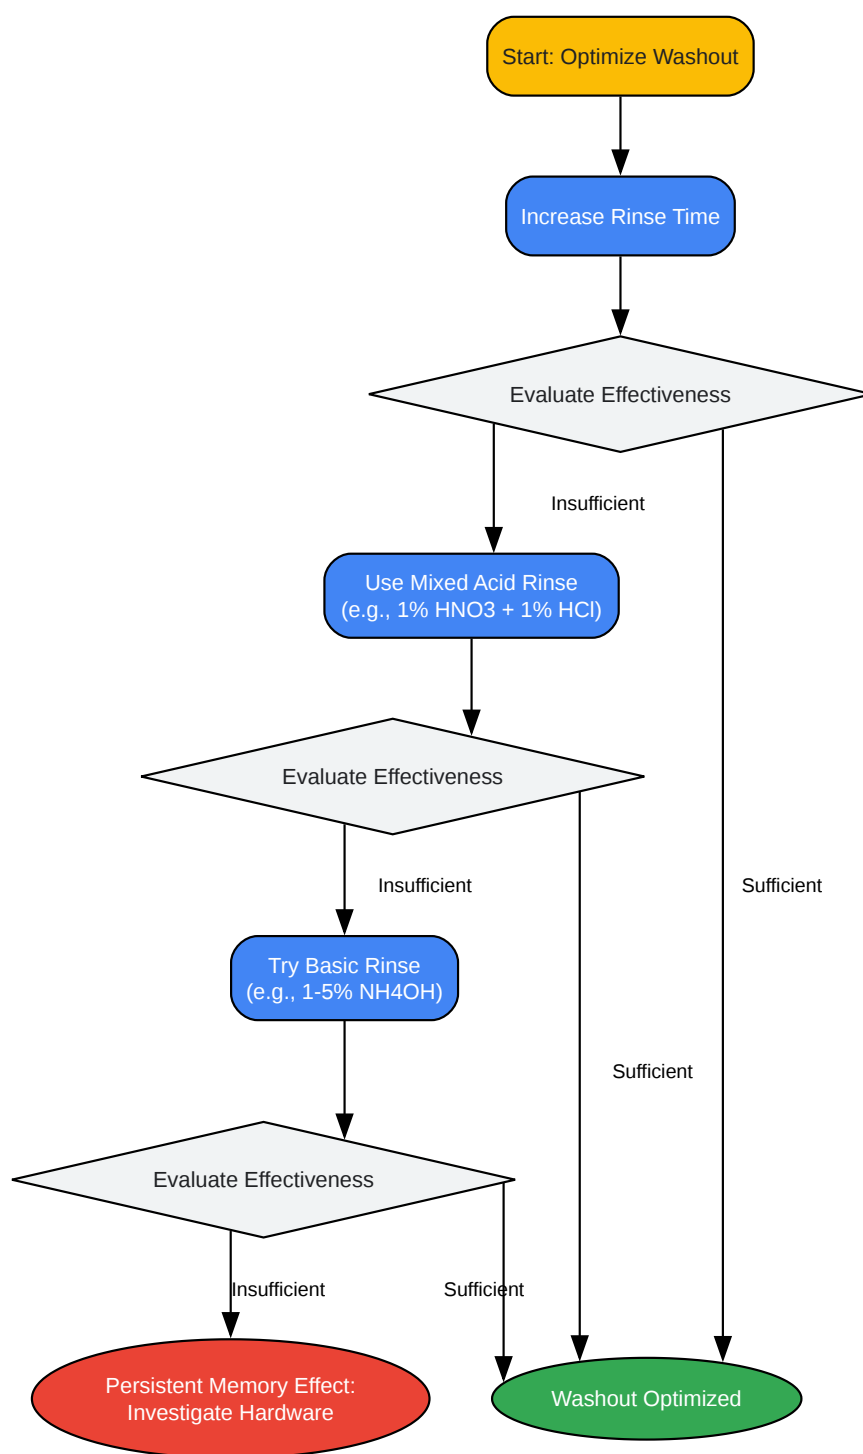 Start: Optimize Washout
Increase Rinse Time
Evaluate Effectiveness
Insufficient
Use Mixed Acid Rinse
(e.g., 1% HNO3 + 1% HCl)
Evaluate Effectiveness
Insufficient
Sufficient
Try Basic Rinse
(e.g., 1-5% NH4OH)
Sufficient
Evaluate Effectiveness
Insufficient
Sufficient
Persistent Memory Effect:
Investigate Hardware
Washout Optimized